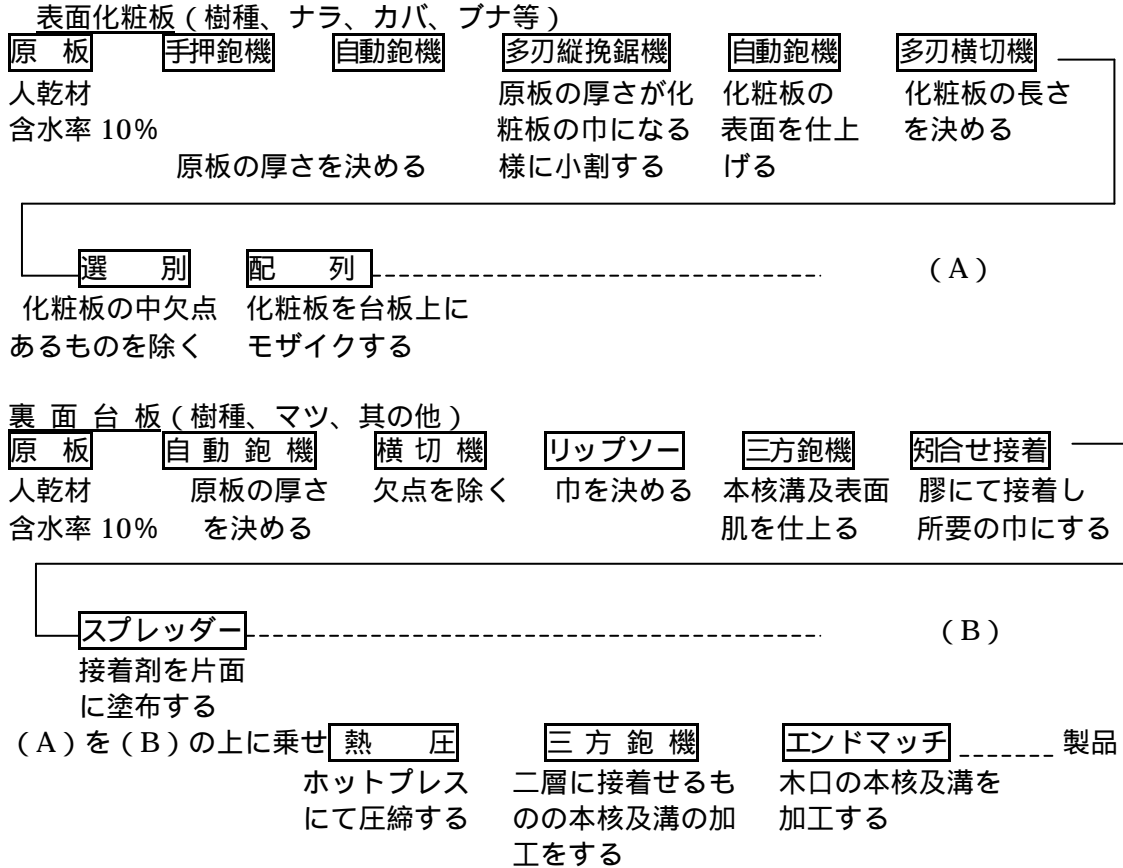 表面化粧板（樹種、ナラ、カバ、ブナ等）
原　板　手押鉋機　自動鉋機　多刃縦挽鋸機　自動鉋機　多刃横切機
人乾材　原板の厚さが化　化粧板の　化粧板の長さ
含水率 10%　粧板の巾になる　表面を仕上　を決める
原板の厚さを決める　様に小割する　げる
選　別　配　列　（A）
化粧板の中欠点　化粧板を台板上に
あるものを除く　モザイクする
裏 面 台 板（樹種、マツ、其の他）
原　板　自 動 鉋 機　横 切 機　リップソー　三方鉋機　矧合せ接着
人乾材　原板の厚さ　欠点を除く　巾を決める　本核溝及表面　膠にて接着し
含水率 10%　を決める　肌を仕上る　所要の巾にする
スプレッダー　（B）
接着剤を片面
に塗布する
（A）を（B）の上に乗せ　熱　圧　三 方 鉋 機　エンドマッチ　製品
ホットプレス　二層に接着せるも　木口の本核及溝を
にて圧締する　のの本核及溝の加　加工する
工をする